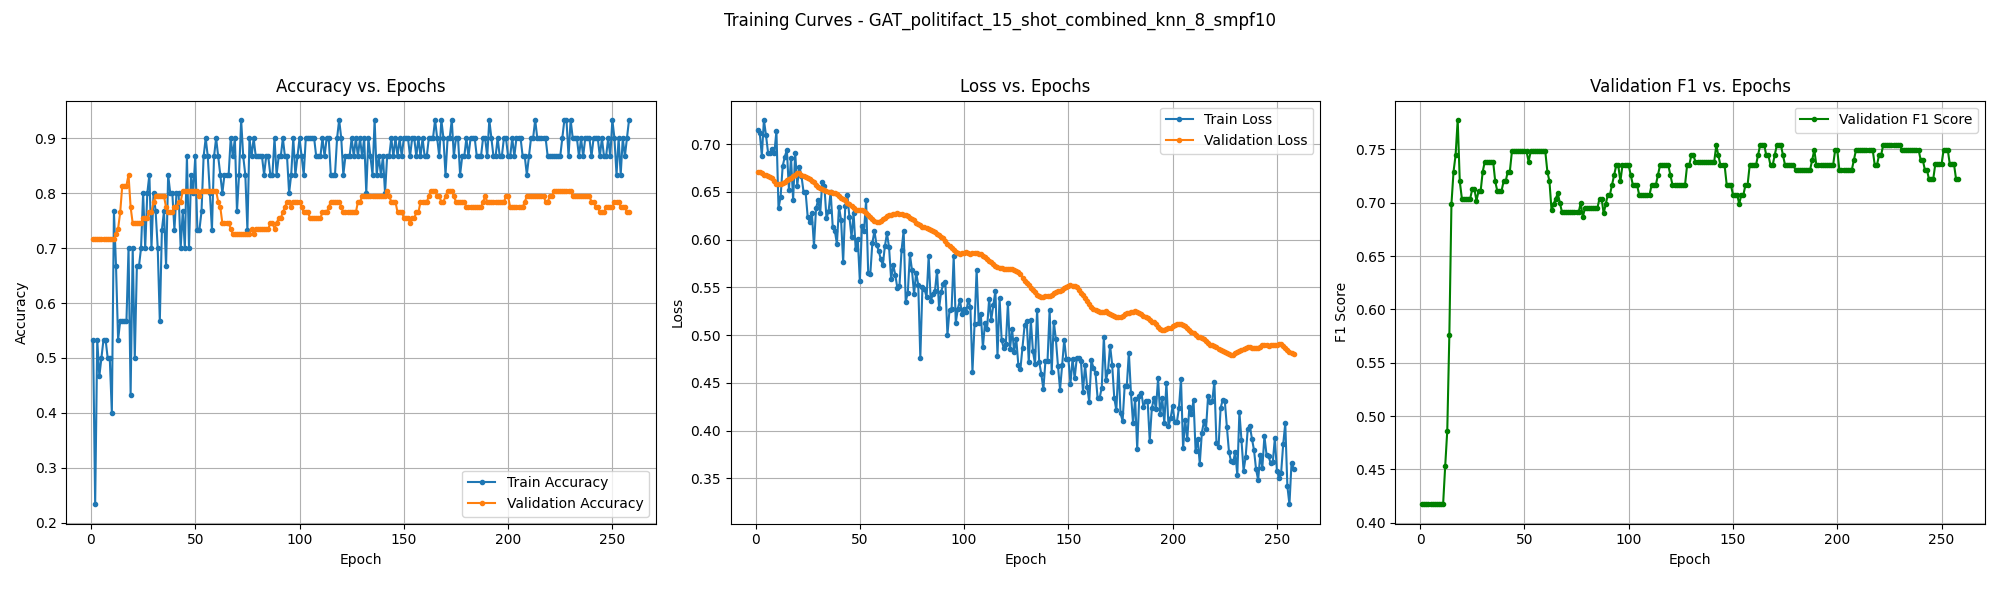 Training Curves - GAT_politifact_15_shot_combined_knn_8_smpf10
Accuracy vs. Epochs
Accuracy
0.9
0.8
0.7
0.6
0.5
0.4
0.3
0.2
0 50 100 150 200 250
Epoch
Train Accuracy
Validation Accuracy
Loss vs. Epochs
Loss
0.70
0.65
0.60
0.55
0.50
0.45
0.40
0.35
0 50 100 150 200 250
Epoch
Train Loss
Validation Loss
Validation F1 vs. Epochs
F1 Score
0.75
0.70
0.65
0.60
0.55
0.50
0.45
0.40
0 50 100 150 200 250
Epoch
Validation F1 Score